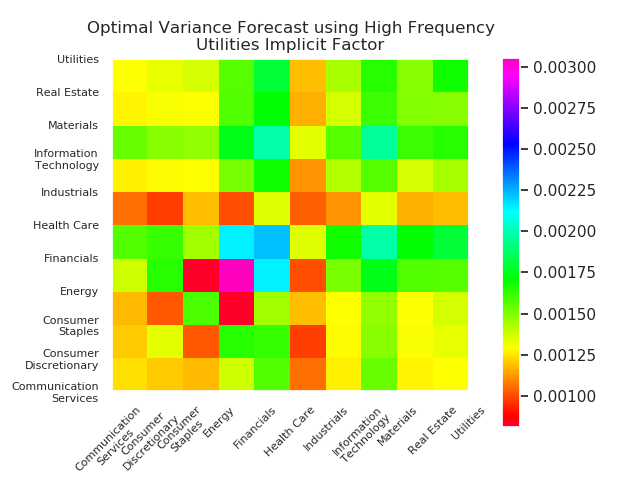 Optimal Variance Forecast using High Frequency
Utilities Implicit Factor
Utilities
Real Estate
Materials
Information
Technology
Industrials
Health Care
Financials
Energy
Consumer
Staples
Consumer
Discretionary
Communication
Services
0.00300
0.00275
0.00250
0.00225
0.00200
0.00175
0.00150
0.00125
0.00100
Communication
Services
Consumer
Discretionary
Consumer
Staples
Energy
Financials
Health Care
Industrials
Information
Technology
Materials
Real Estate
Utilities